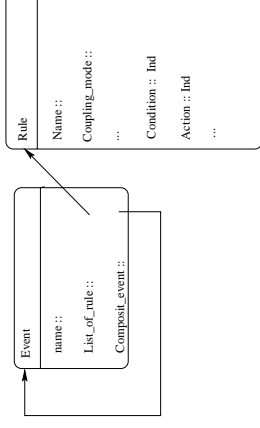 Event
name ::
List_of_rule ::
Composit_event ::
Rule
Name ::
Coupling_mode ::
...
Condition :: Ind
Action :: Ind
...